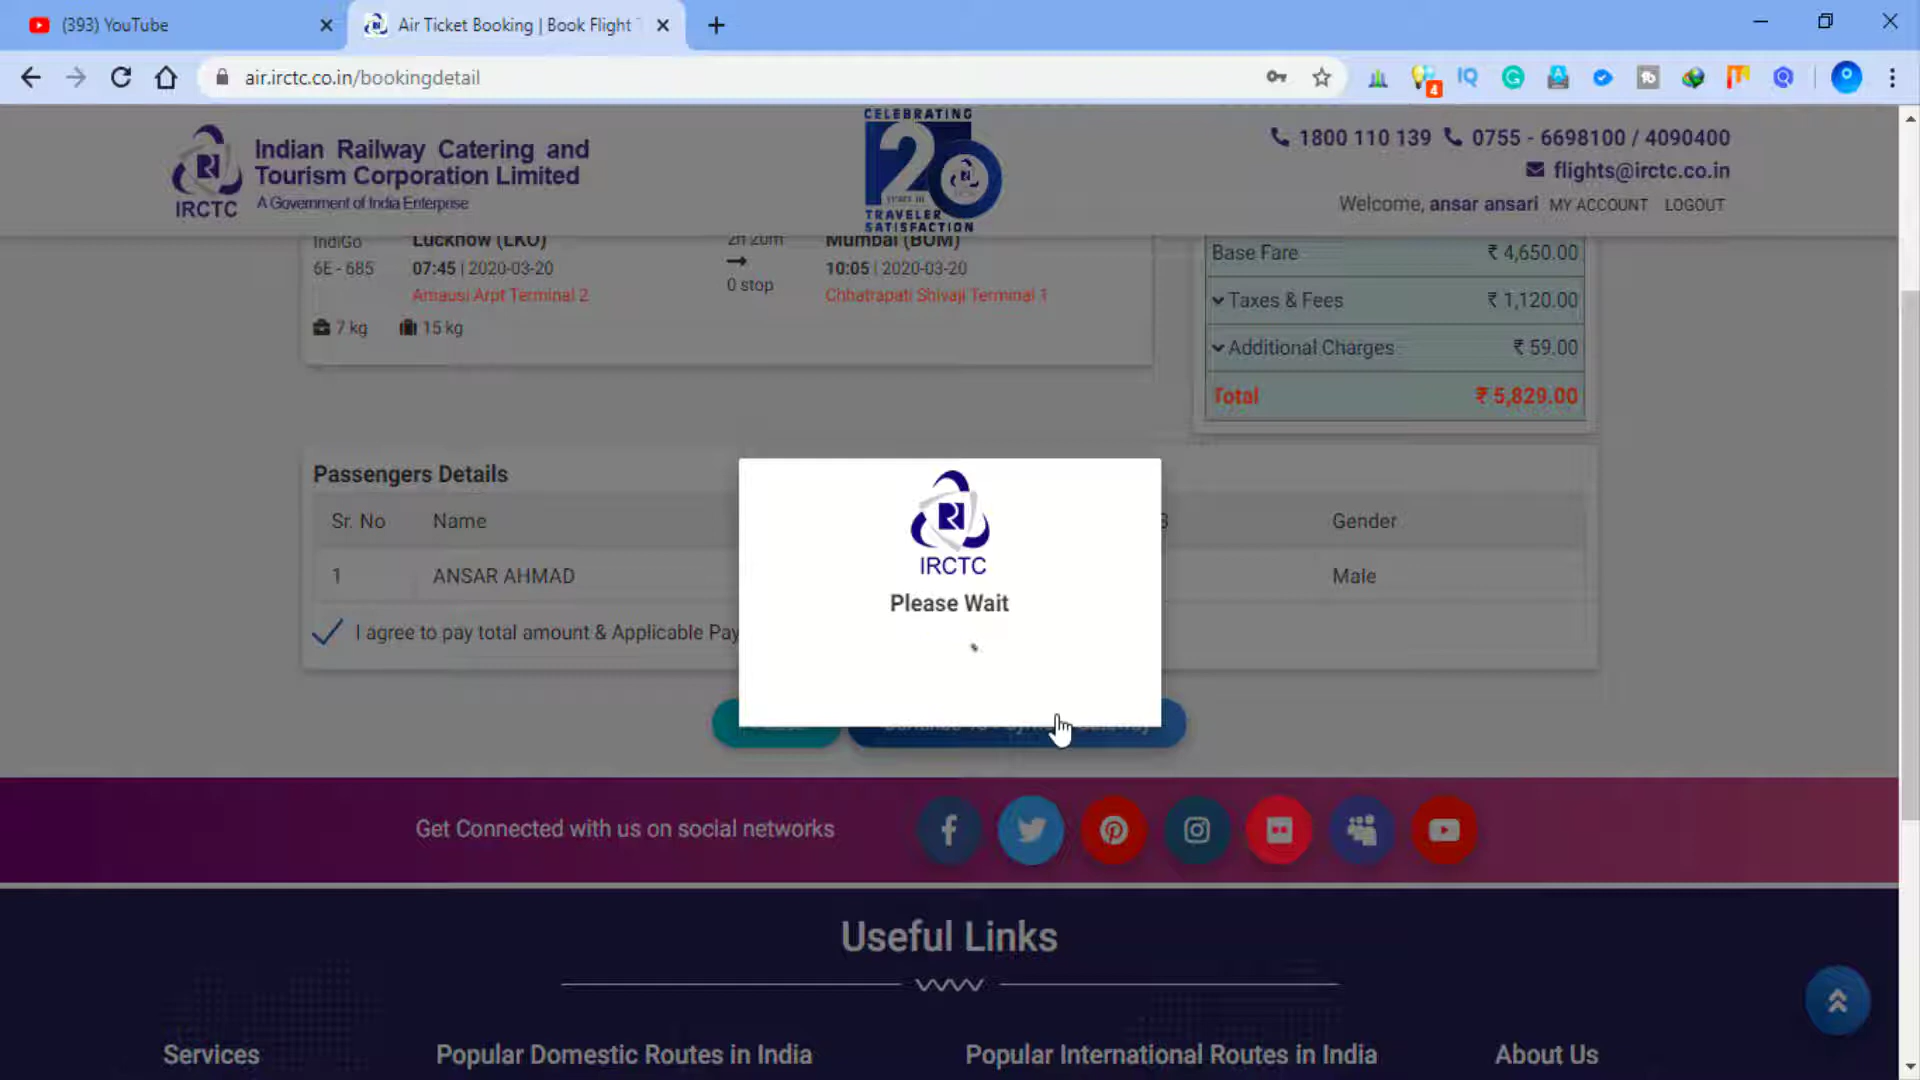 (393) YouTube
Air Ticket Booking | Book Flight
air.irctc.co.in/bookingdetail
4
IQ
Indian Railway Catering and
Tourism Corporation Limited
A Government of India Enterprise
IRCTC
CELEBRATING
20
TRAVELER
SATISFACTION
1800 110 139 0755 - 6698100 / 4090400
flights@irctc.co.in
Welcome, ansar ansari MY ACCOUNT LOGOUT
IndiGo Lucknow (LKO) 2h 20m Mumbai (BOM)
6E - 685 07:45 | 2020-03-20 10:05 | 2020-03-20
0 stop
Amausi Arpt Terminal 2 Chhatrapati Shivaji Terminal 1
7 kg 15 kg
Base Fare ₹ 4,650.00
Taxes & Fees ₹ 1,120.00
Additional Charges ₹ 59.00
Total ₹ 5,829.00
Passengers Details
Sr. No Name Gender
1 ANSAR AHMAD Male
I agree to pay total amount & Applicable Pay
IRCTC
Please Wait
Get Connected with us on social networks
Useful Links
Services Popular Domestic Routes in India Popular International Routes in India About Us